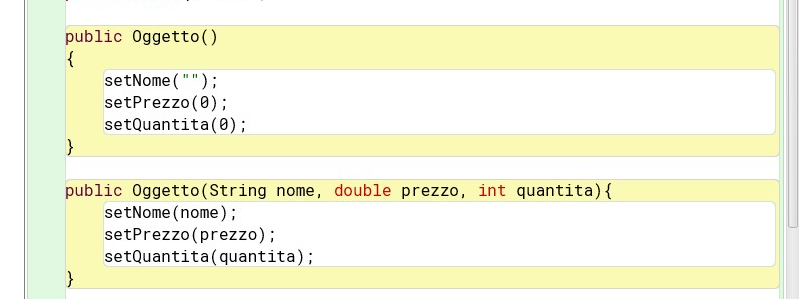 public Oggetto()
{
setNome("");
setPrezzo(0);
setQuantita(0);
}
public Oggetto(String nome, double prezzo, int quantita){
setNome(nome);
setPrezzo(prezzo);
setQuantita(quantita);
}